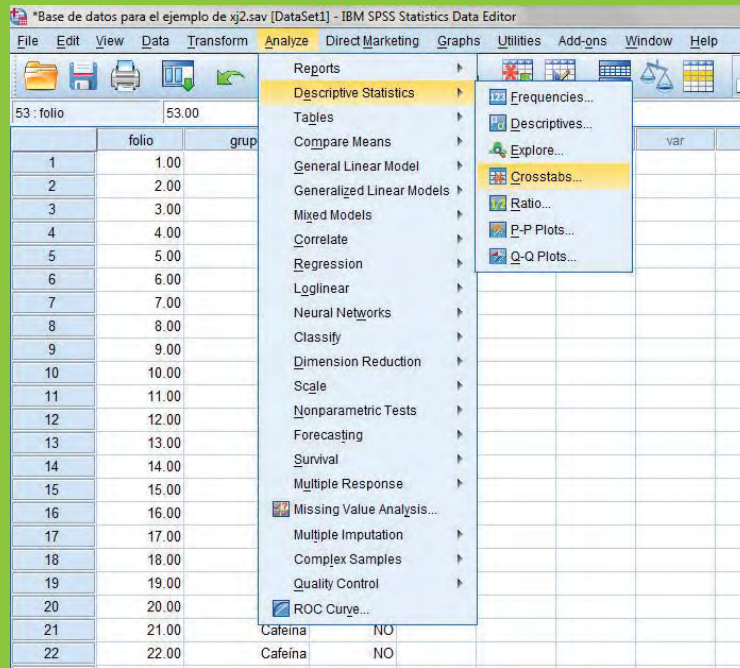 *Base de datos para el ejemplo de xj2.sav [DataSet1] - IBM SPSS Statistics Data Editor
File Edit View Data Transform Analyze Direct Marketing Graphs Utilities Add-ons Window Help
53 : folio 53.00
folio grup var
1 1.00
2 2.00
3 3.00
4 4.00
5 5.00
6 6.00
7 7.00
8 8.00
9 9.00
10 10.00
11 11.00
12 12.00
13 13.00
14 14.00
15 15.00
16 16.00
17 17.00
18 18.00
19 19.00
20 20.00
21 21.00 Cafeína NO
22 22.00 Cafeína NO
Reports
Descriptive Statistics
Tables
Compare Means
General Linear Model
Generalized Linear Models
Mixed Models
Correlate
Regression
Loglinear
Neural Networks
Classify
Dimension Reduction
Scale
Nonparametric Tests
Forecasting
Survival
Multiple Response
Missing Value Analysis...
Multiple Imputation
Complex Samples
Quality Control
ROC Curve...
123 Frequencies...
Descriptives...
Explore...
Crosstabs...
1/2 Ratio...
P-P Plots...
Q-Q Plots...